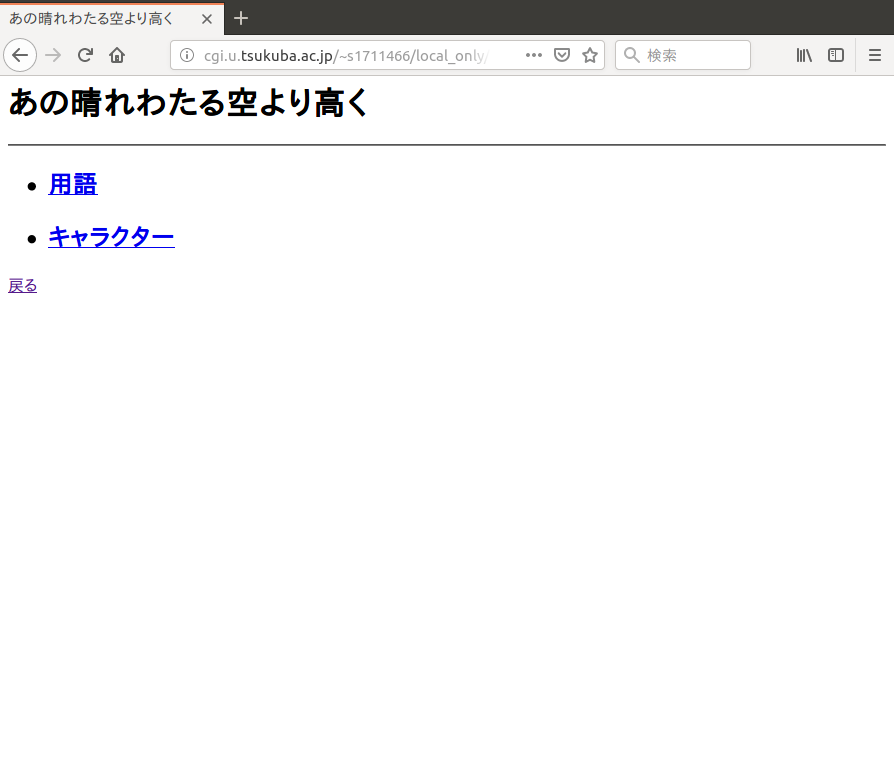 あの晴れわたる空より高く
cgi.u.tsukuba.ac.jp/~s1711466/local_only/
検索
あの晴れわたる空より高く
用語
キャラクター
戻る